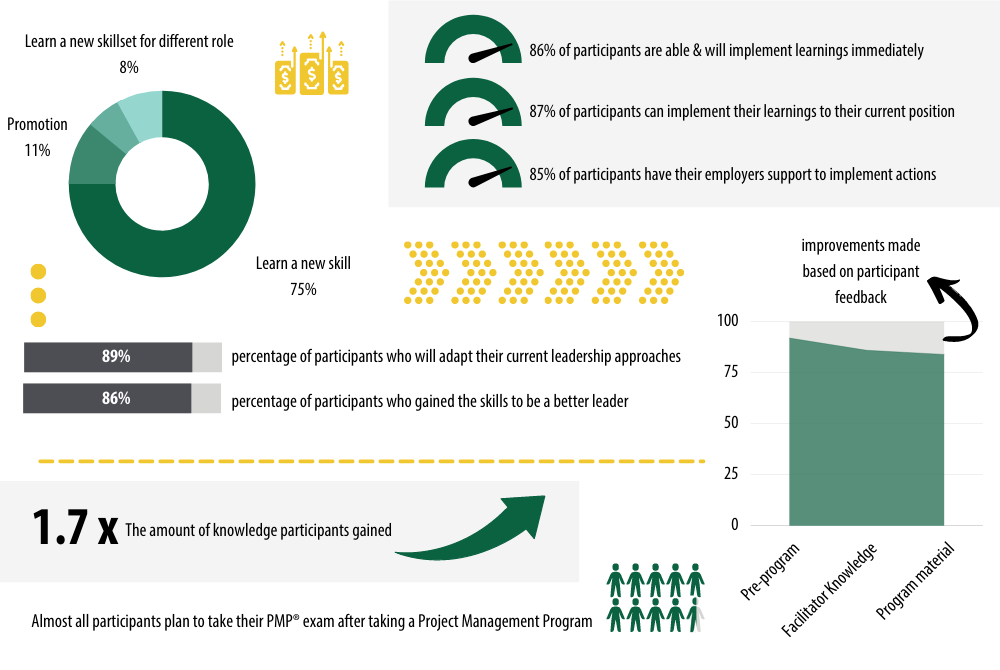 Learn a new skillset for different role
8%
Promotion
11%
Learn a new skill
75%
$ $ $
86% of participants are able & will implement learnings immediately
87% of participants can implement their learnings to their current position
85% of participants have their employers support to implement actions
89%
percentage of participants who will adapt their current leadership approaches
86%
percentage of participants who gained the skills to be a better leader
improvements made
based on participant
feedback
100
75
50
25
0
Pre-program
Facilitator Knowledge
Program material
1.7 x The amount of knowledge participants gained
Almost all participants plan to take their PMP® exam after taking a Project Management Program